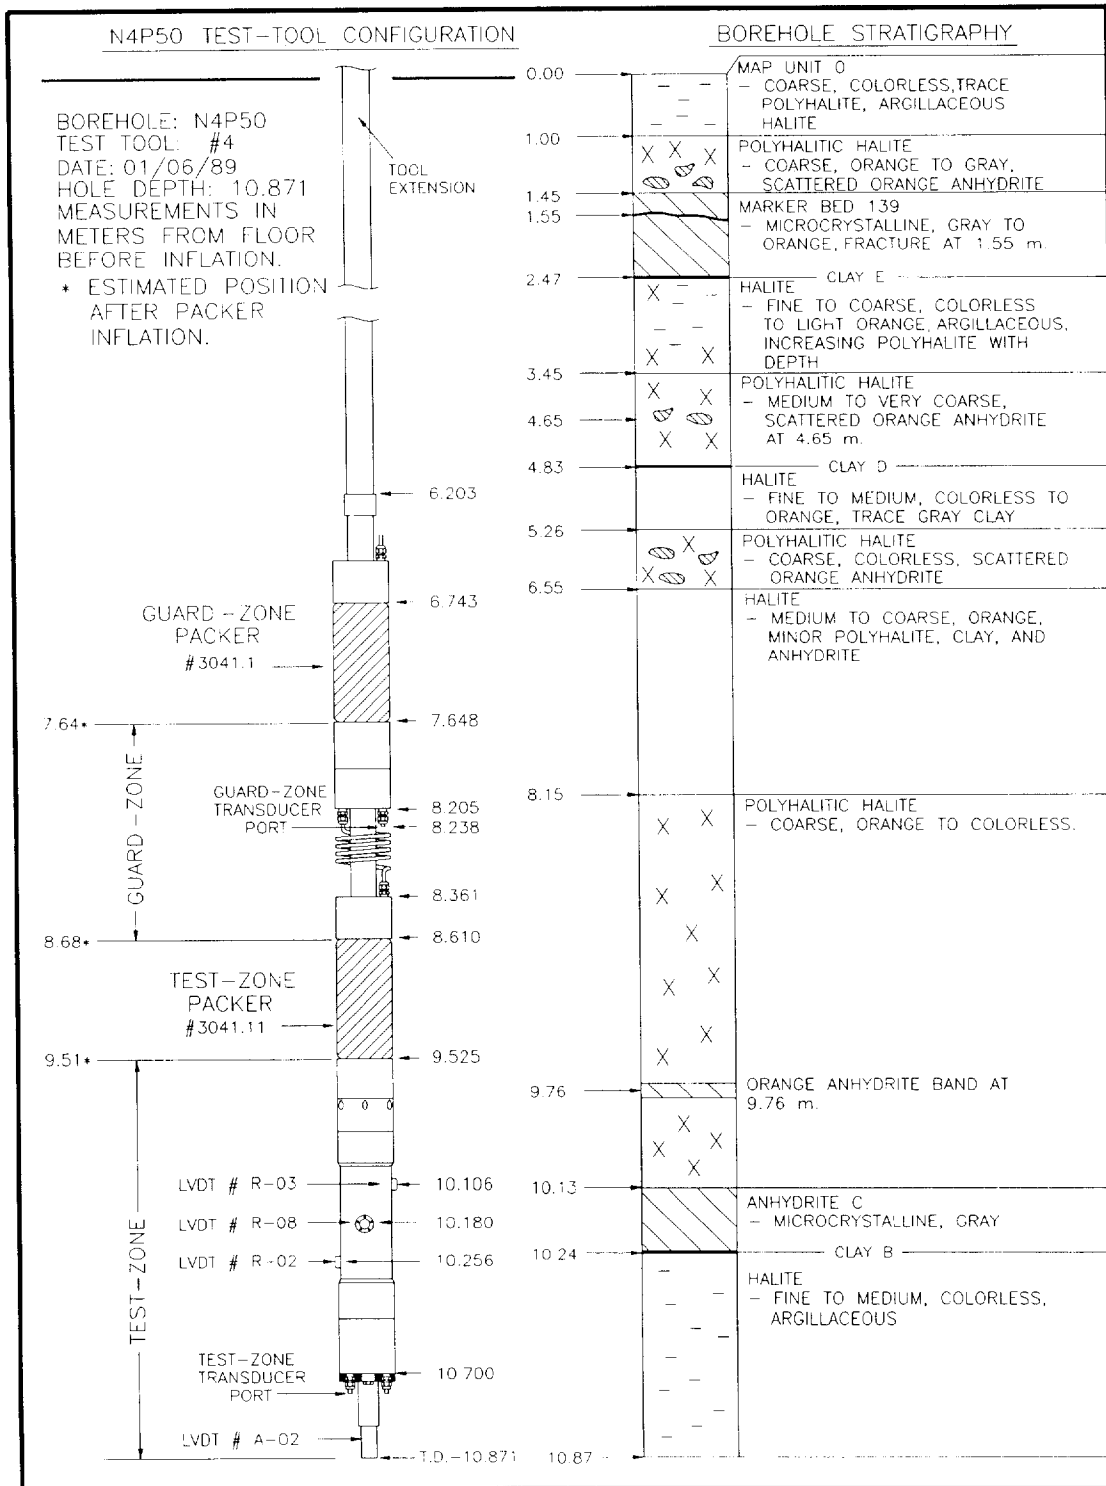 N4P50 TEST-TOOL CONFIGURATION
BOREHOLE: N4P50
TEST TOOL: #4
DATE: 01/06/89
HOLE DEPTH: 10.871
MEASUREMENTS IN
METERS FROM FLOOR
BEFORE INFLATION.
* ESTIMATED POSITION
AFTER PACKER
INFLATION.
TOOL
EXTENSION
6.203
6.743
GUARD-ZONE
PACKER
#3041.1
7.64*
7.648
GUARD-ZONE
GUARD-ZONE
TRANSDUCER
PORT
8.205
8.238
8.361
8.68*
8.610
TEST-ZONE
PACKER
#3041.11
9.51*
9.525
TEST-ZONE
LVDT # R-03
10.106
LVDT # R-08
10.180
LVDT # R-02
10.256
TEST-ZONE
TRANSDUCER
PORT
10.700
LVDT # A-02
T.D.-10.871
BOREHOLE STRATIGRAPHY
0.00
MAP UNIT 0
- COARSE, COLORLESS,TRACE
POLYHALITE, ARGILLACEOUS
HALITE
1.00
POLYHALITIC HALITE
- COARSE, ORANGE TO GRAY,
SCATTERED ORANGE ANHYDRITE
1.45
MARKER BED 139
1.55
- MICROCRYSTALLINE, GRAY TO
ORANGE, FRACTURE AT 1.55 m.
2.47
CLAY E
HALITE
- FINE TO COARSE, COLORLESS
TO LIGHT ORANGE, ARGILLACEOUS,
INCREASING POLYHALITE WITH
DEPTH
3.45
POLYHALITIC HALITE
- MEDIUM TO VERY COARSE,
4.65
SCATTERED ORANGE ANHYDRITE
AT 4.65 m.
4.83
CLAY D
HALITE
- FINE TO MEDIUM, COLORLESS TO
ORANGE, TRACE GRAY CLAY
5.26
POLYHALITIC HALITE
- COARSE, COLORLESS, SCATTERED
ORANGE ANHYDRITE
6.55
HALITE
- MEDIUM TO COARSE, ORANGE,
MINOR POLYHALITE, CLAY, AND
ANHYDRITE
8.15
POLYHALITIC HALITE
- COARSE, ORANGE TO COLORLESS.
9.76
ORANGE ANHYDRITE BAND AT
9.76 m.
10.13
ANHYDRITE C
- MICROCRYSTALLINE, GRAY
10.24
CLAY B
HALITE
- FINE TO MEDIUM, COLORLESS,
ARGILLACEOUS
10.87